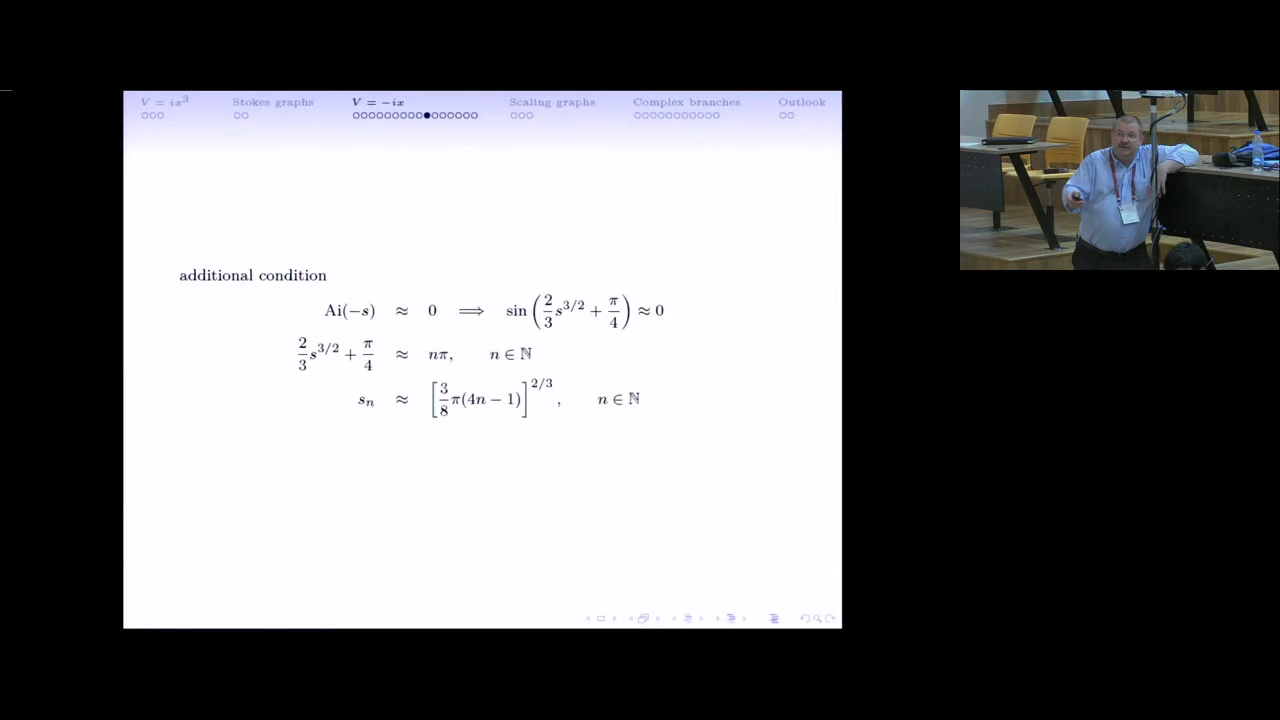 V = ix³ Stokes graphs V = −ix Scaling graphs Complex branches Outlook
additional condition
Ai(−s) ≈ 0 ⟹ sin(2/3 s^{3/2} + π/4) ≈ 0
2/3 s^{3/2} + π/4 ≈ nπ, n ∈ ℕ
s_n ≈ [3/8 π(4n − 1)]^{2/3}, n ∈ ℕ